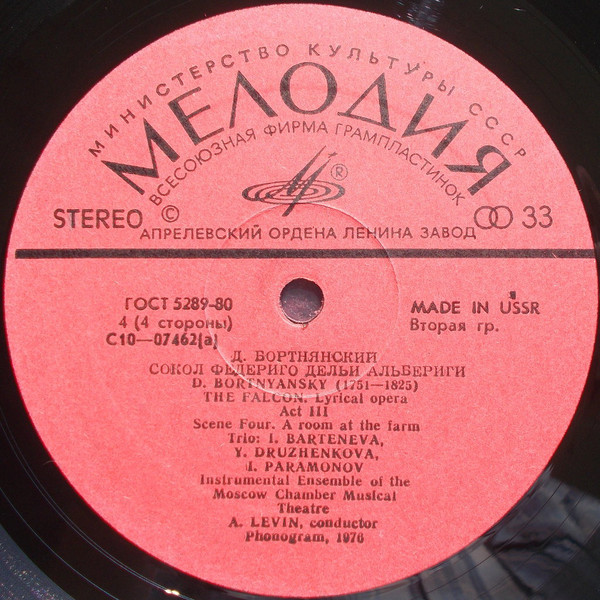 МИНИСТЕРСТВО КУЛЬТУРЫ СССР
МЕЛОДИЯ
ВСЕСОЮЗНАЯ ФИРМА ГРАМПЛАСТИНОК
®
STEREO © 33
АПРЕЛЕВСКИЙ ОРДЕНА ЛЕНИНА ЗАВОД
ГОСТ 5289-80
MADE IN USSR
4 (4 стороны)
Вторая гр.
С10—07462(а)
Д. БОРТНЯНСКИЙ
СОКОЛ ФЕДЕРИГО ДЕЛЬИ АЛЬБЕРИГИ
D. BORTNYANSKY (1751—1825)
THE FALCON. Lyrical opera
Act III
Scene Four. A room at the farm
Trio: I. BARTENEVA,
Y. DRUZHENKOVA,
I. PARAMONOV
Instrumental Ensemble of the
Moscow Chamber Musical
Theatre
A. LEVIN, conductor
Phonogram, 1976